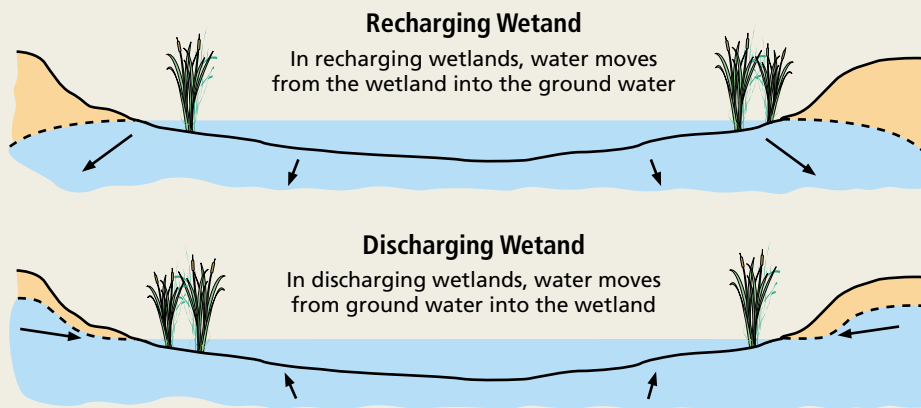 Recharging Wetand
In recharging wetlands, water moves
from the wetland into the ground water
Discharging Wetand
In discharging wetlands, water moves
from ground water into the wetland